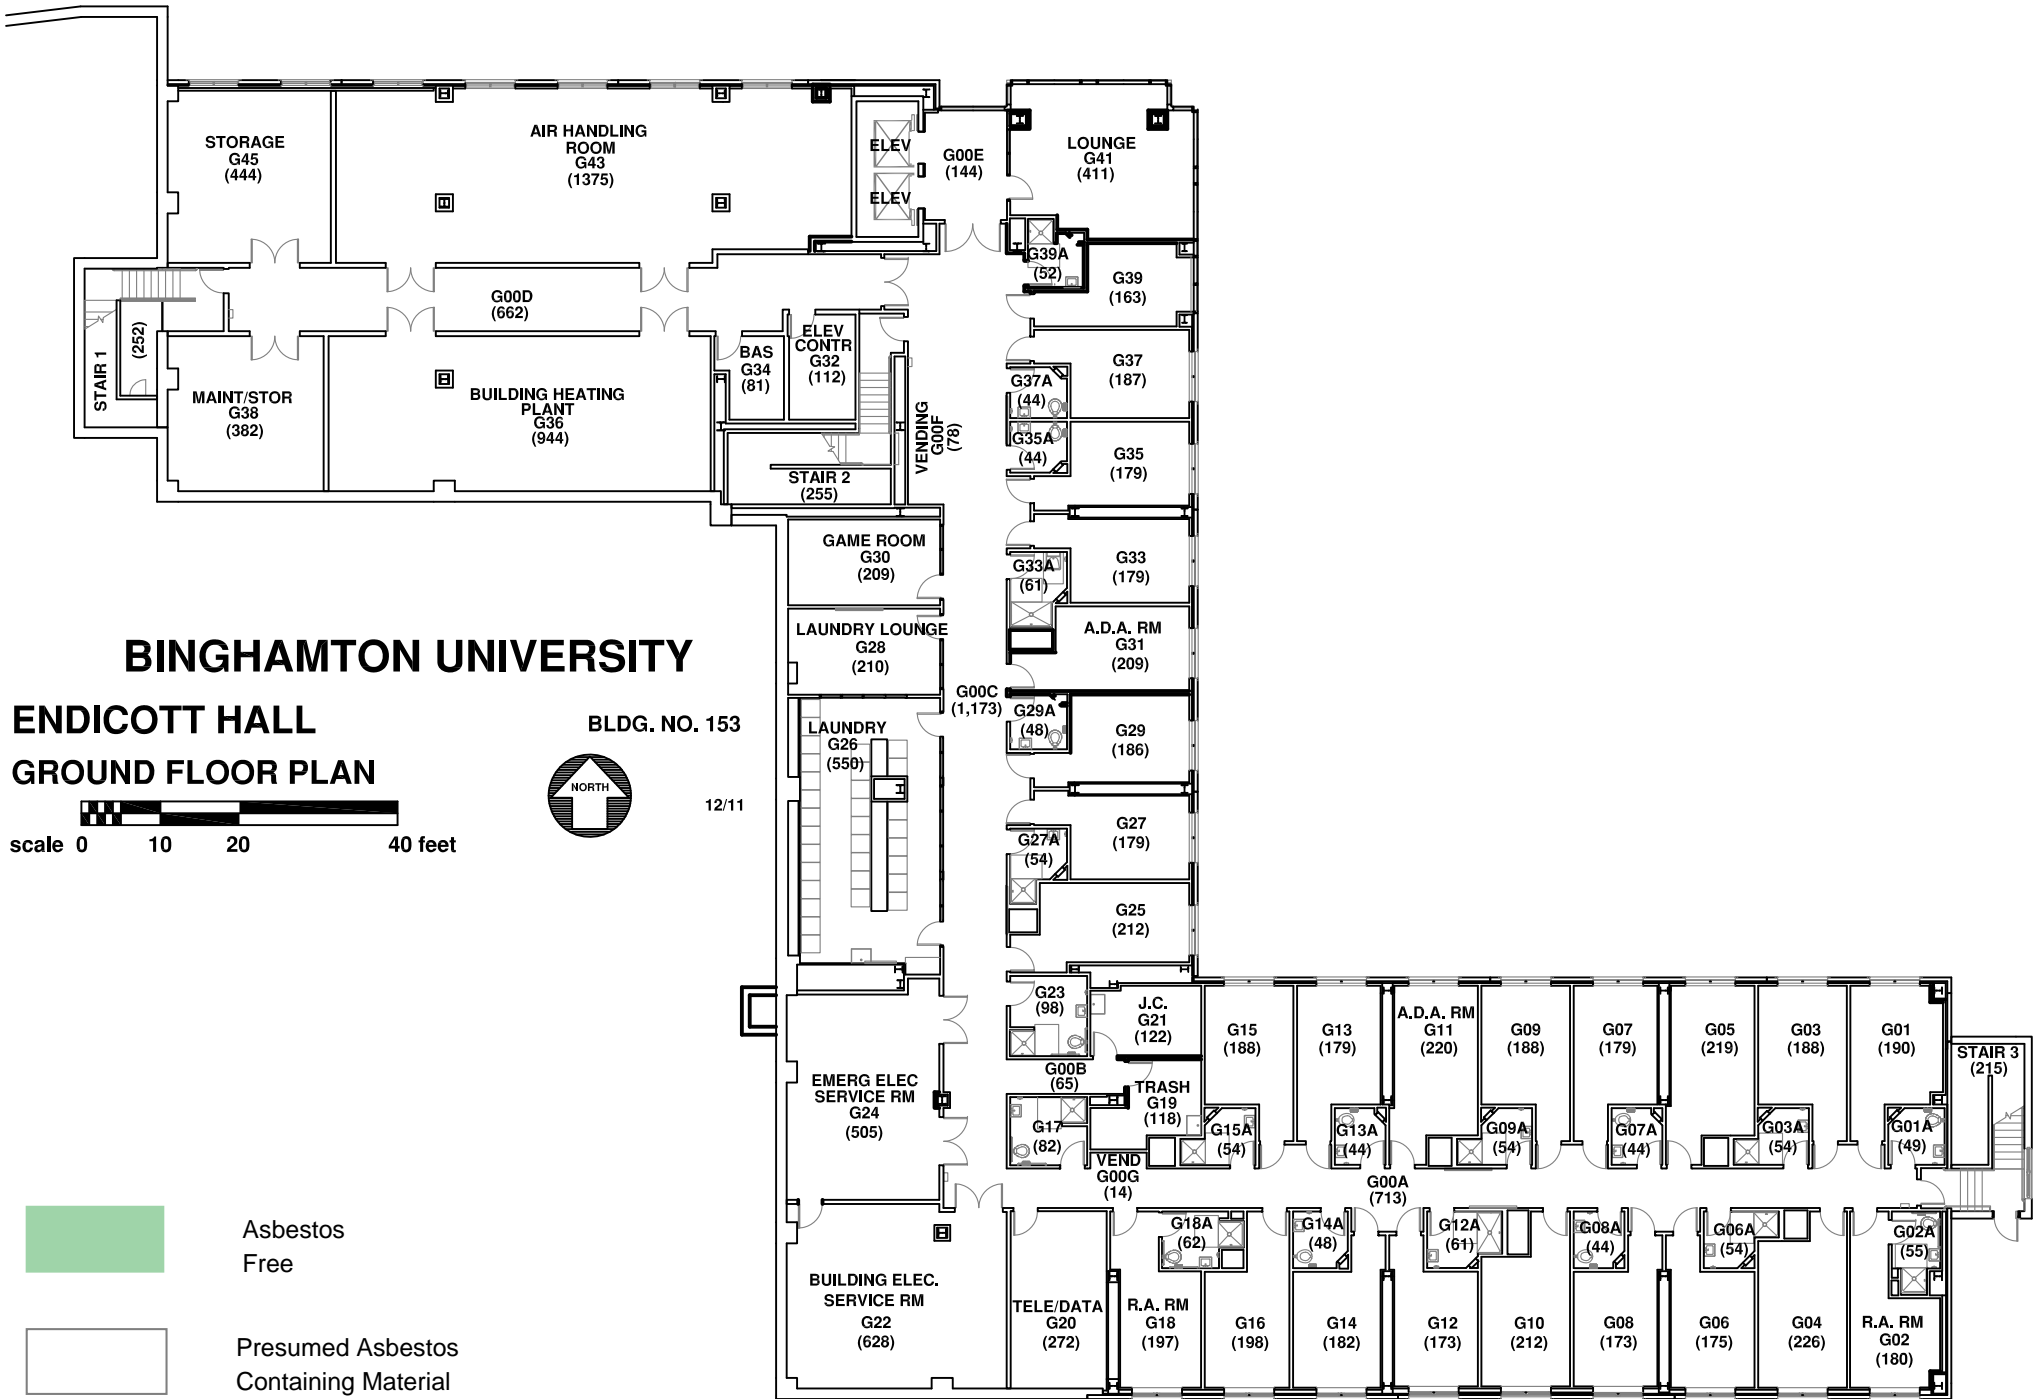 STORAGE
G45
(444)
AIR HANDLING
ROOM
G43
(1375)
ELEV
ELEV
G00E
(144)
LOUNGE
G41
(411)
G39A
(52)
G39
(163)
G00D
(662)
STAIR 1
(252)
MAINT/STOR
G38
(382)
BUILDING HEATING
PLANT
G36
(944)
BAS
G34
(81)
ELEV
CONTR
G32
(112)
STAIR 2
(255)
VENDING
G00F
(78)
G37
(187)
G37A
(44)
G35A
(44)
G35
(179)
GAME ROOM
G30
(209)
G33A
(61)
G33
(179)
LAUNDRY LOUNGE
G28
(210)
A.D.A. RM
G31
(209)
BINGHAMTON UNIVERSITY
ENDICOTT HALL
BLDG. NO. 153
GROUND FLOOR PLAN
NORTH
12/11
scale 0 10 20 40 feet
G00C
(1,173)
LAUNDRY
G26
(550)
G29A
(48)
G29
(186)
G27A
(54)
G27
(179)
G25
(212)
G23
(98)
J.C.
G21
(122)
G00B
(65)
TRASH
G19
(118)
EMERG ELEC
SERVICE RM
G24
(505)
G17
(82)
VEND
G00G
(14)
G15
(188)
G13
(179)
A.D.A. RM
G11
(220)
G09
(188)
G07
(179)
G05
(219)
G03
(188)
G01
(190)
STAIR 3
(215)
G15A
(54)
G13A
(44)
G09A
(54)
G07A
(44)
G03A
(54)
G01A
(49)
G00A
(713)
G18A
(62)
G14A
(48)
G12A
(61)
G08A
(44)
G06A
(54)
G02A
(55)
BUILDING ELEC.
SERVICE RM
G22
(628)
TELE/DATA
G20
(272)
R.A. RM
G18
(197)
G16
(198)
G14
(182)
G12
(173)
G10
(212)
G08
(173)
G06
(175)
G04
(226)
R.A. RM
G02
(180)
Asbestos
Free
Presumed Asbestos
Containing Material